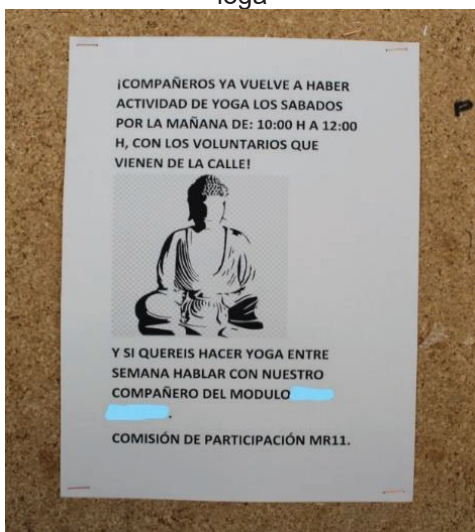 ioga
¡COMPAÑEROS YA VUELVE A HABER
ACTIVIDAD DE YOGA LOS SABADOS
POR LA MAÑANA DE: 10:00 H A 12:00
H, CON LOS VOLUNTARIOS QUE
VIENEN DE LA CALLE!
Y SI QUEREIS HACER YOGA ENTRE
SEMANA HABLAR CON NUESTRO
COMPAÑERO DEL MODULO
.
COMISIÓN DE PARTICIPACIÓN MR11.
P